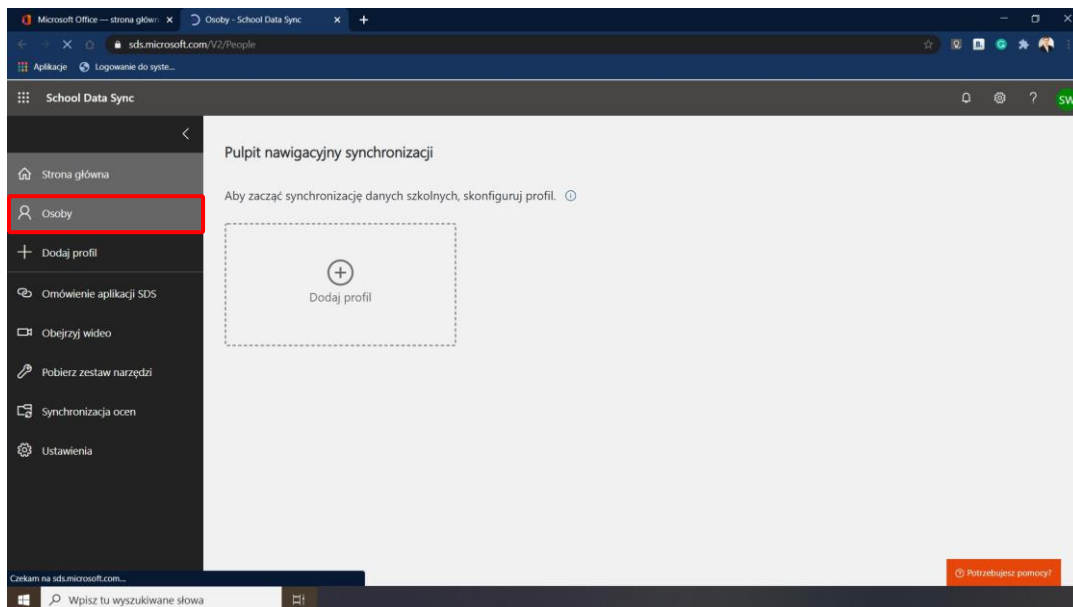 Microsoft Office — strona główn
Osoby - School Data Sync
sds.microsoft.com/V2/People
Aplikacje
Logowanie do syste...
School Data Sync
SW
Pulpit nawigacyjny synchronizacji
Strona główna
Aby zacząć synchronizację danych szkolnych, skonfiguruj profil.
Osoby
Dodaj profil
Dodaj profil
Omówienie aplikacji SDS
Obejrzyj wideo
Pobierz zestaw narzędzi
Synchronizacja ocen
Ustawienia
Potrzebujesz pomocy?
Czekam na sds.microsoft.com...
Wpisz tu wyszukiwane słowa